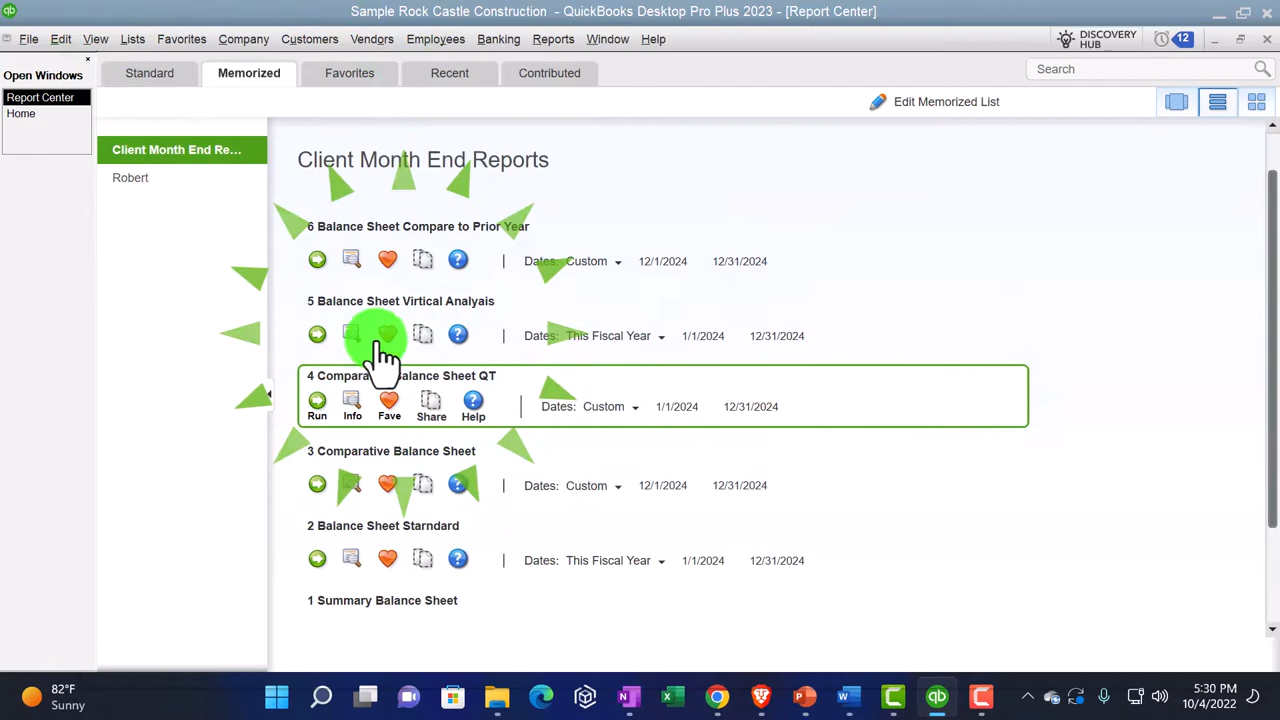 Sample Rock Castle Construction - QuickBooks Desktop Pro Plus 2023 - [Report Center]
File Edit View Lists Favorites Company Customers Vendors Employees Banking Reports Window Help
DISCOVERY HUB
12
Open Windows
Report Center
Home
Standard Memorized Favorites Recent Contributed
Search
Edit Memorized List
Client Month End Re...
Robert
Client Month End Reports
6 Balance Sheet Compare to Prior Year
Dates: Custom 12/1/2024 12/31/2024
5 Balance Sheet Virtical Analyais
Dates: This Fiscal Year 1/1/2024 12/31/2024
4 Compara Balance Sheet QT
Run Info Fave Share Help
Dates: Custom 1/1/2024 12/31/2024
3 Comparative Balance Sheet
Dates: Custom 12/1/2024 12/31/2024
2 Balance Sheet Starndard
Dates: This Fiscal Year 1/1/2024 12/31/2024
1 Summary Balance Sheet
82°F
Sunny
5:30 PM
10/4/2022